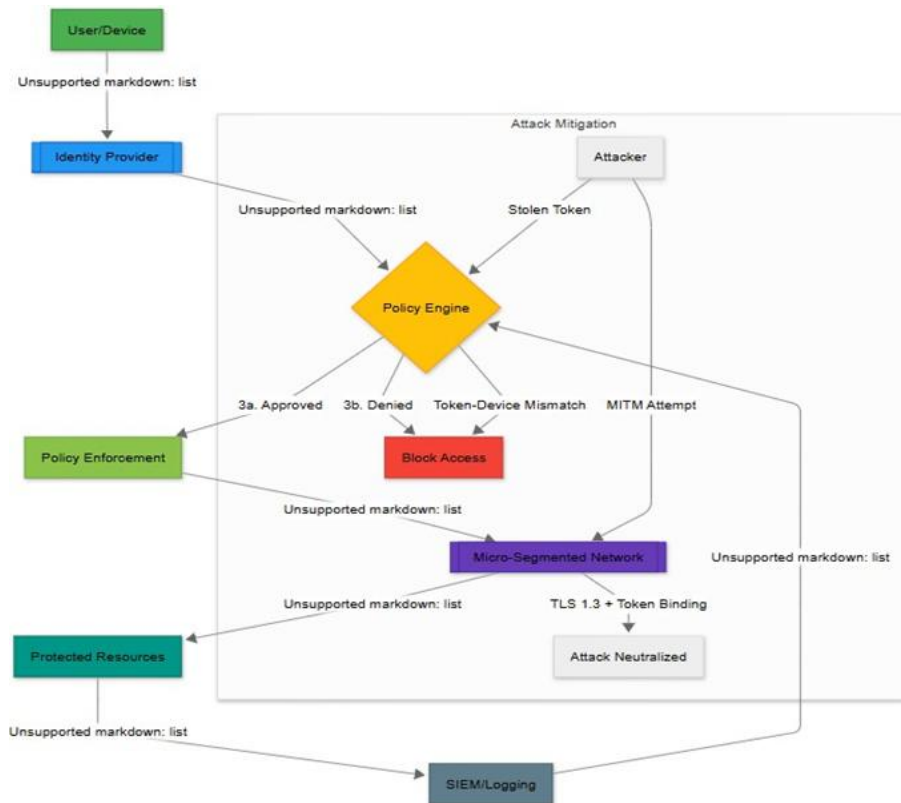 User/Device
Unsupported markdown: list
Attack Mitigation
Identity Provider
Attacker
Unsupported markdown: list
Stolen Token
Policy Engine
3a. Approved
3b. Denied
Token-Device Mismatch
MITM Attempt
Policy Enforcement
Block Access
Unsupported markdown: list
Micro-Segmented Network
Unsupported markdown: list
Unsupported markdown: list
TLS 1.3 + Token Binding
Protected Resources
Attack Neutralized
Unsupported markdown: list
SIEM/Logging